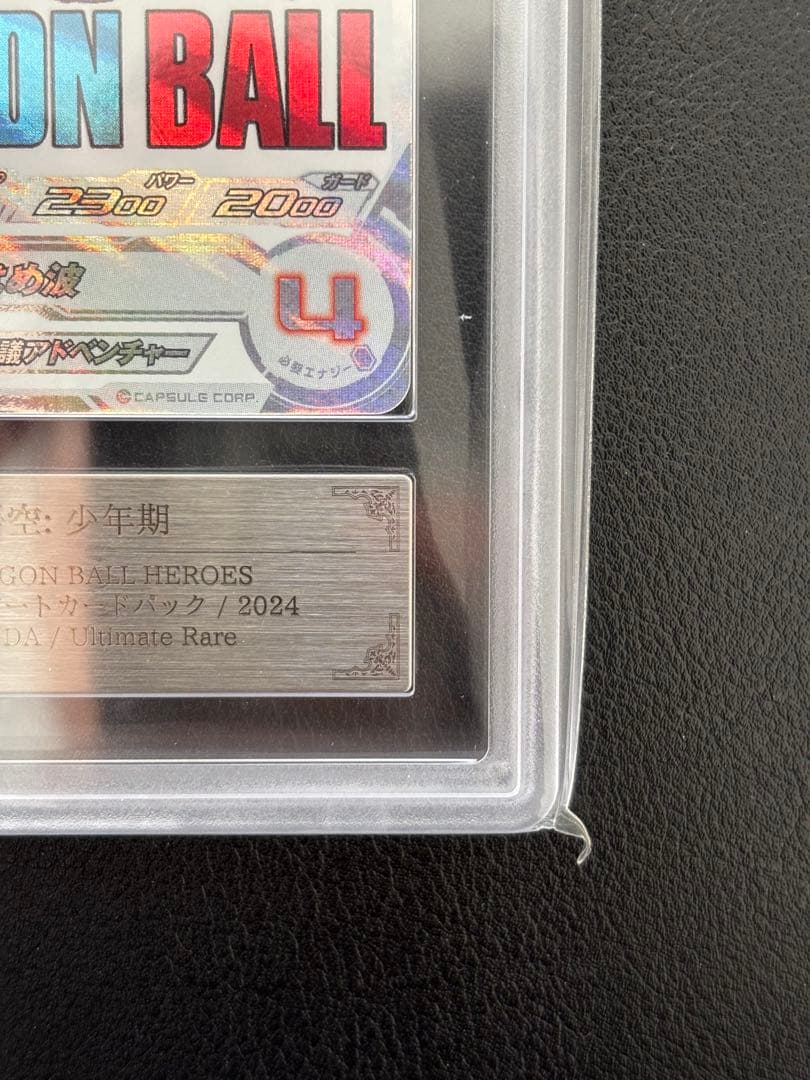 ON BALL
パワー ガード
2300 2000
め波
4
議アドベンチャー
必要エナジー
CAPSULE CORP.
空: 少年期
GON BALL HEROES
ートカードパック / 2024
DA / Ultimate Rare